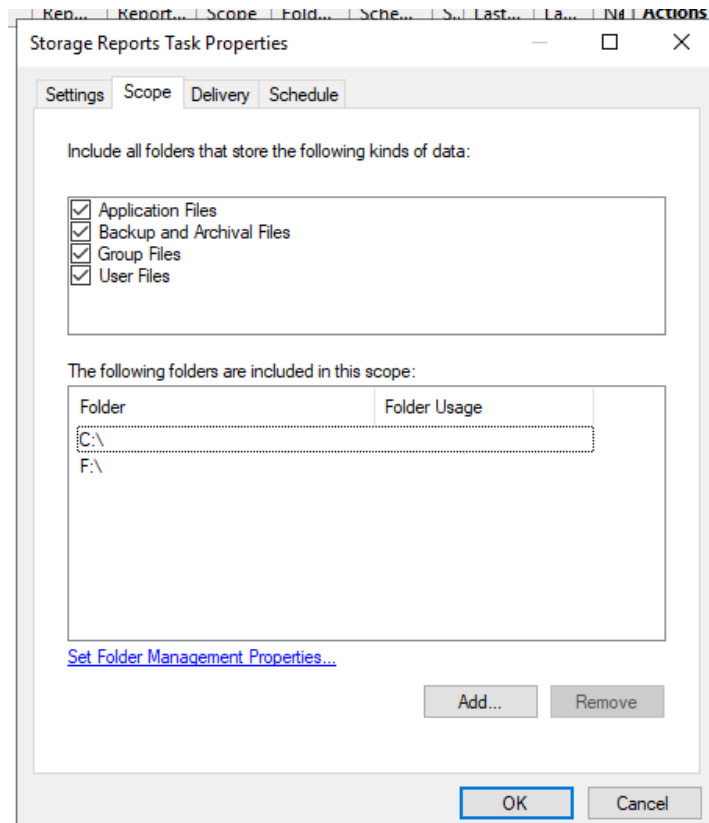 Rep... Report... Scope Fold... Sche... S.. Last... La... Actions
Storage Reports Task Properties
Settings Scope Delivery Schedule
Include all folders that store the following kinds of data:
Application Files
Backup and Archival Files
Group Files
User Files
The following folders are included in this scope:
Folder Folder Usage
C:\
F:\
Set Folder Management Properties...
Add... Remove
OK Cancel